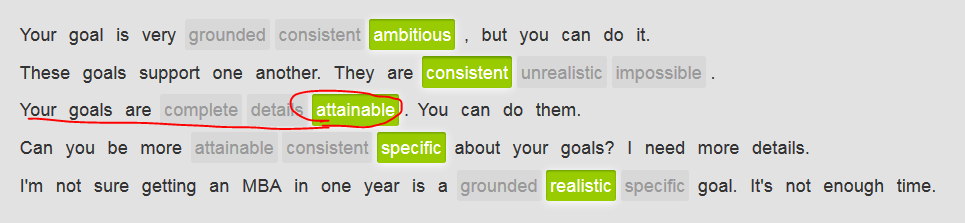 Your goal is very grounded consistent ambitious , but you can do it.
These goals support one another. They are consistent unrealistic impossible .
Your goals are complete details attainable . You can do them.
Can you be more attainable consistent specific about your goals? I need more details.
I'm not sure getting an MBA in one year is a grounded realistic specific goal. It's not enough time.